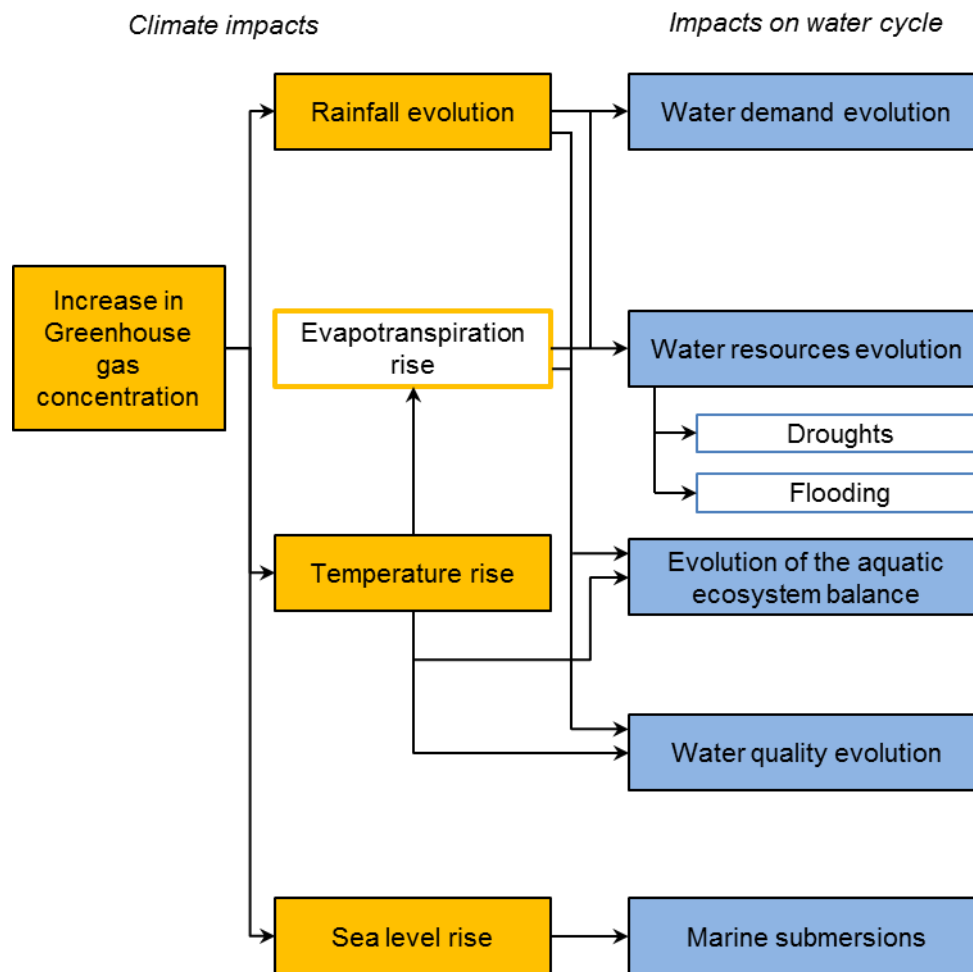 Climate impacts
Impacts on water cycle
Rainfall evolution
Water demand evolution
Increase in
Greenhouse
gas
concentration
Evapotranspiration
rise
Water resources evolution
Droughts
Flooding
Temperature rise
Evolution of the aquatic
ecosystem balance
Water quality evolution
Sea level rise
Marine submersions